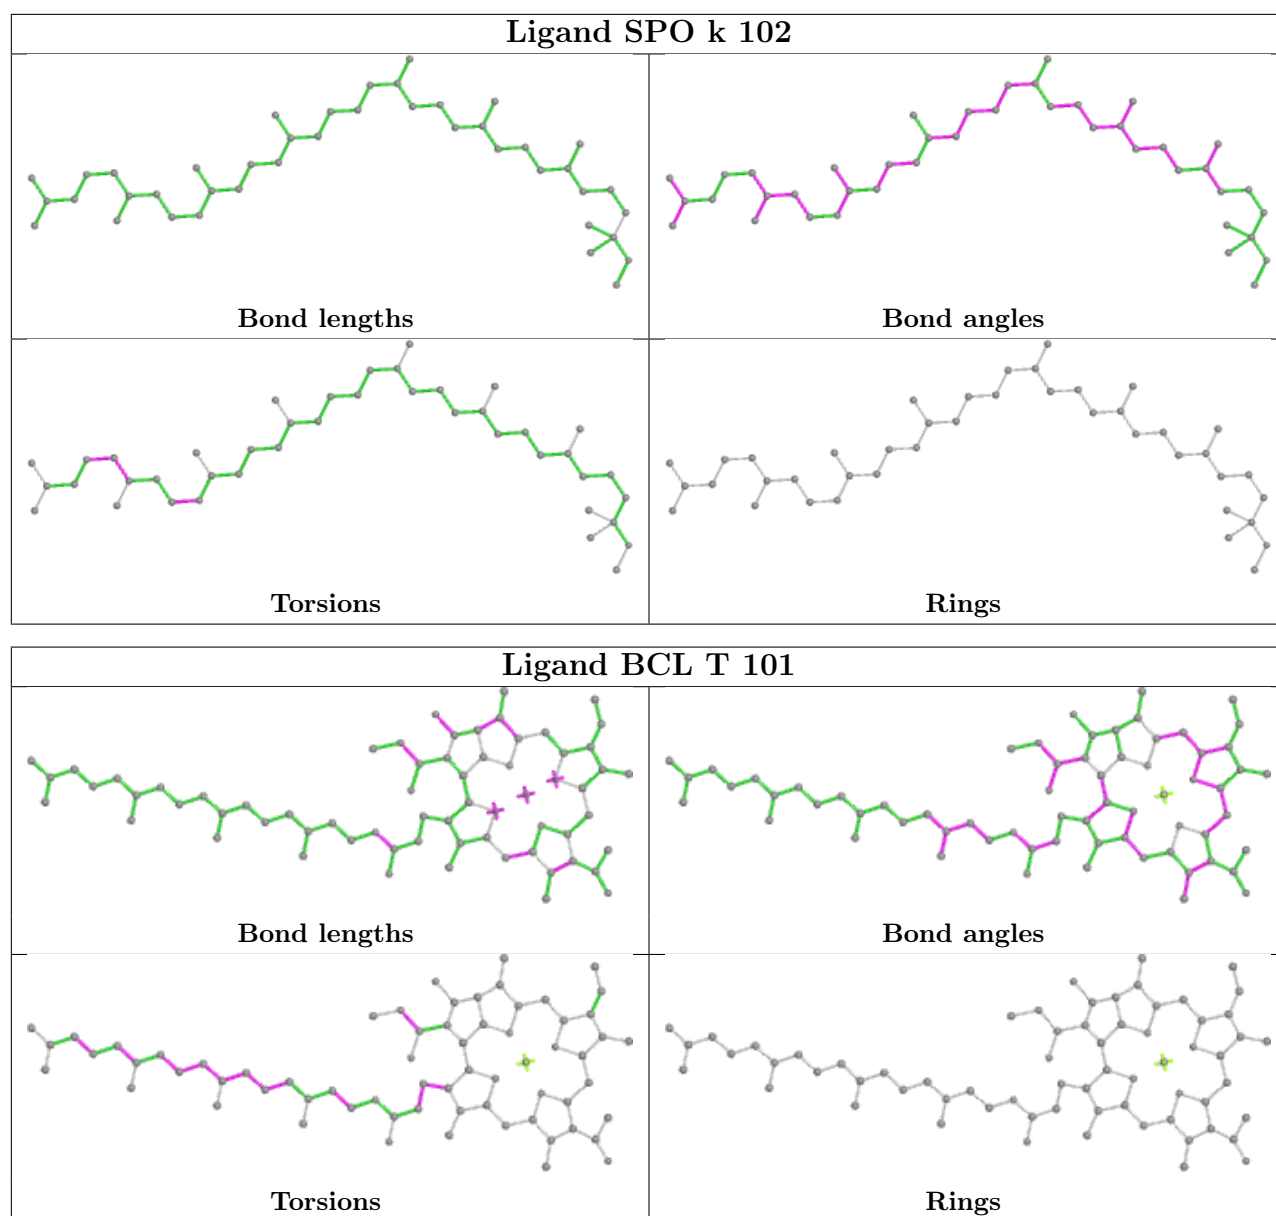 Ligand SPO k 102
Bond lengths
Bond angles
Torsions
Rings
Ligand BCL T 101
Bond lengths
Bond angles
Torsions
Rings